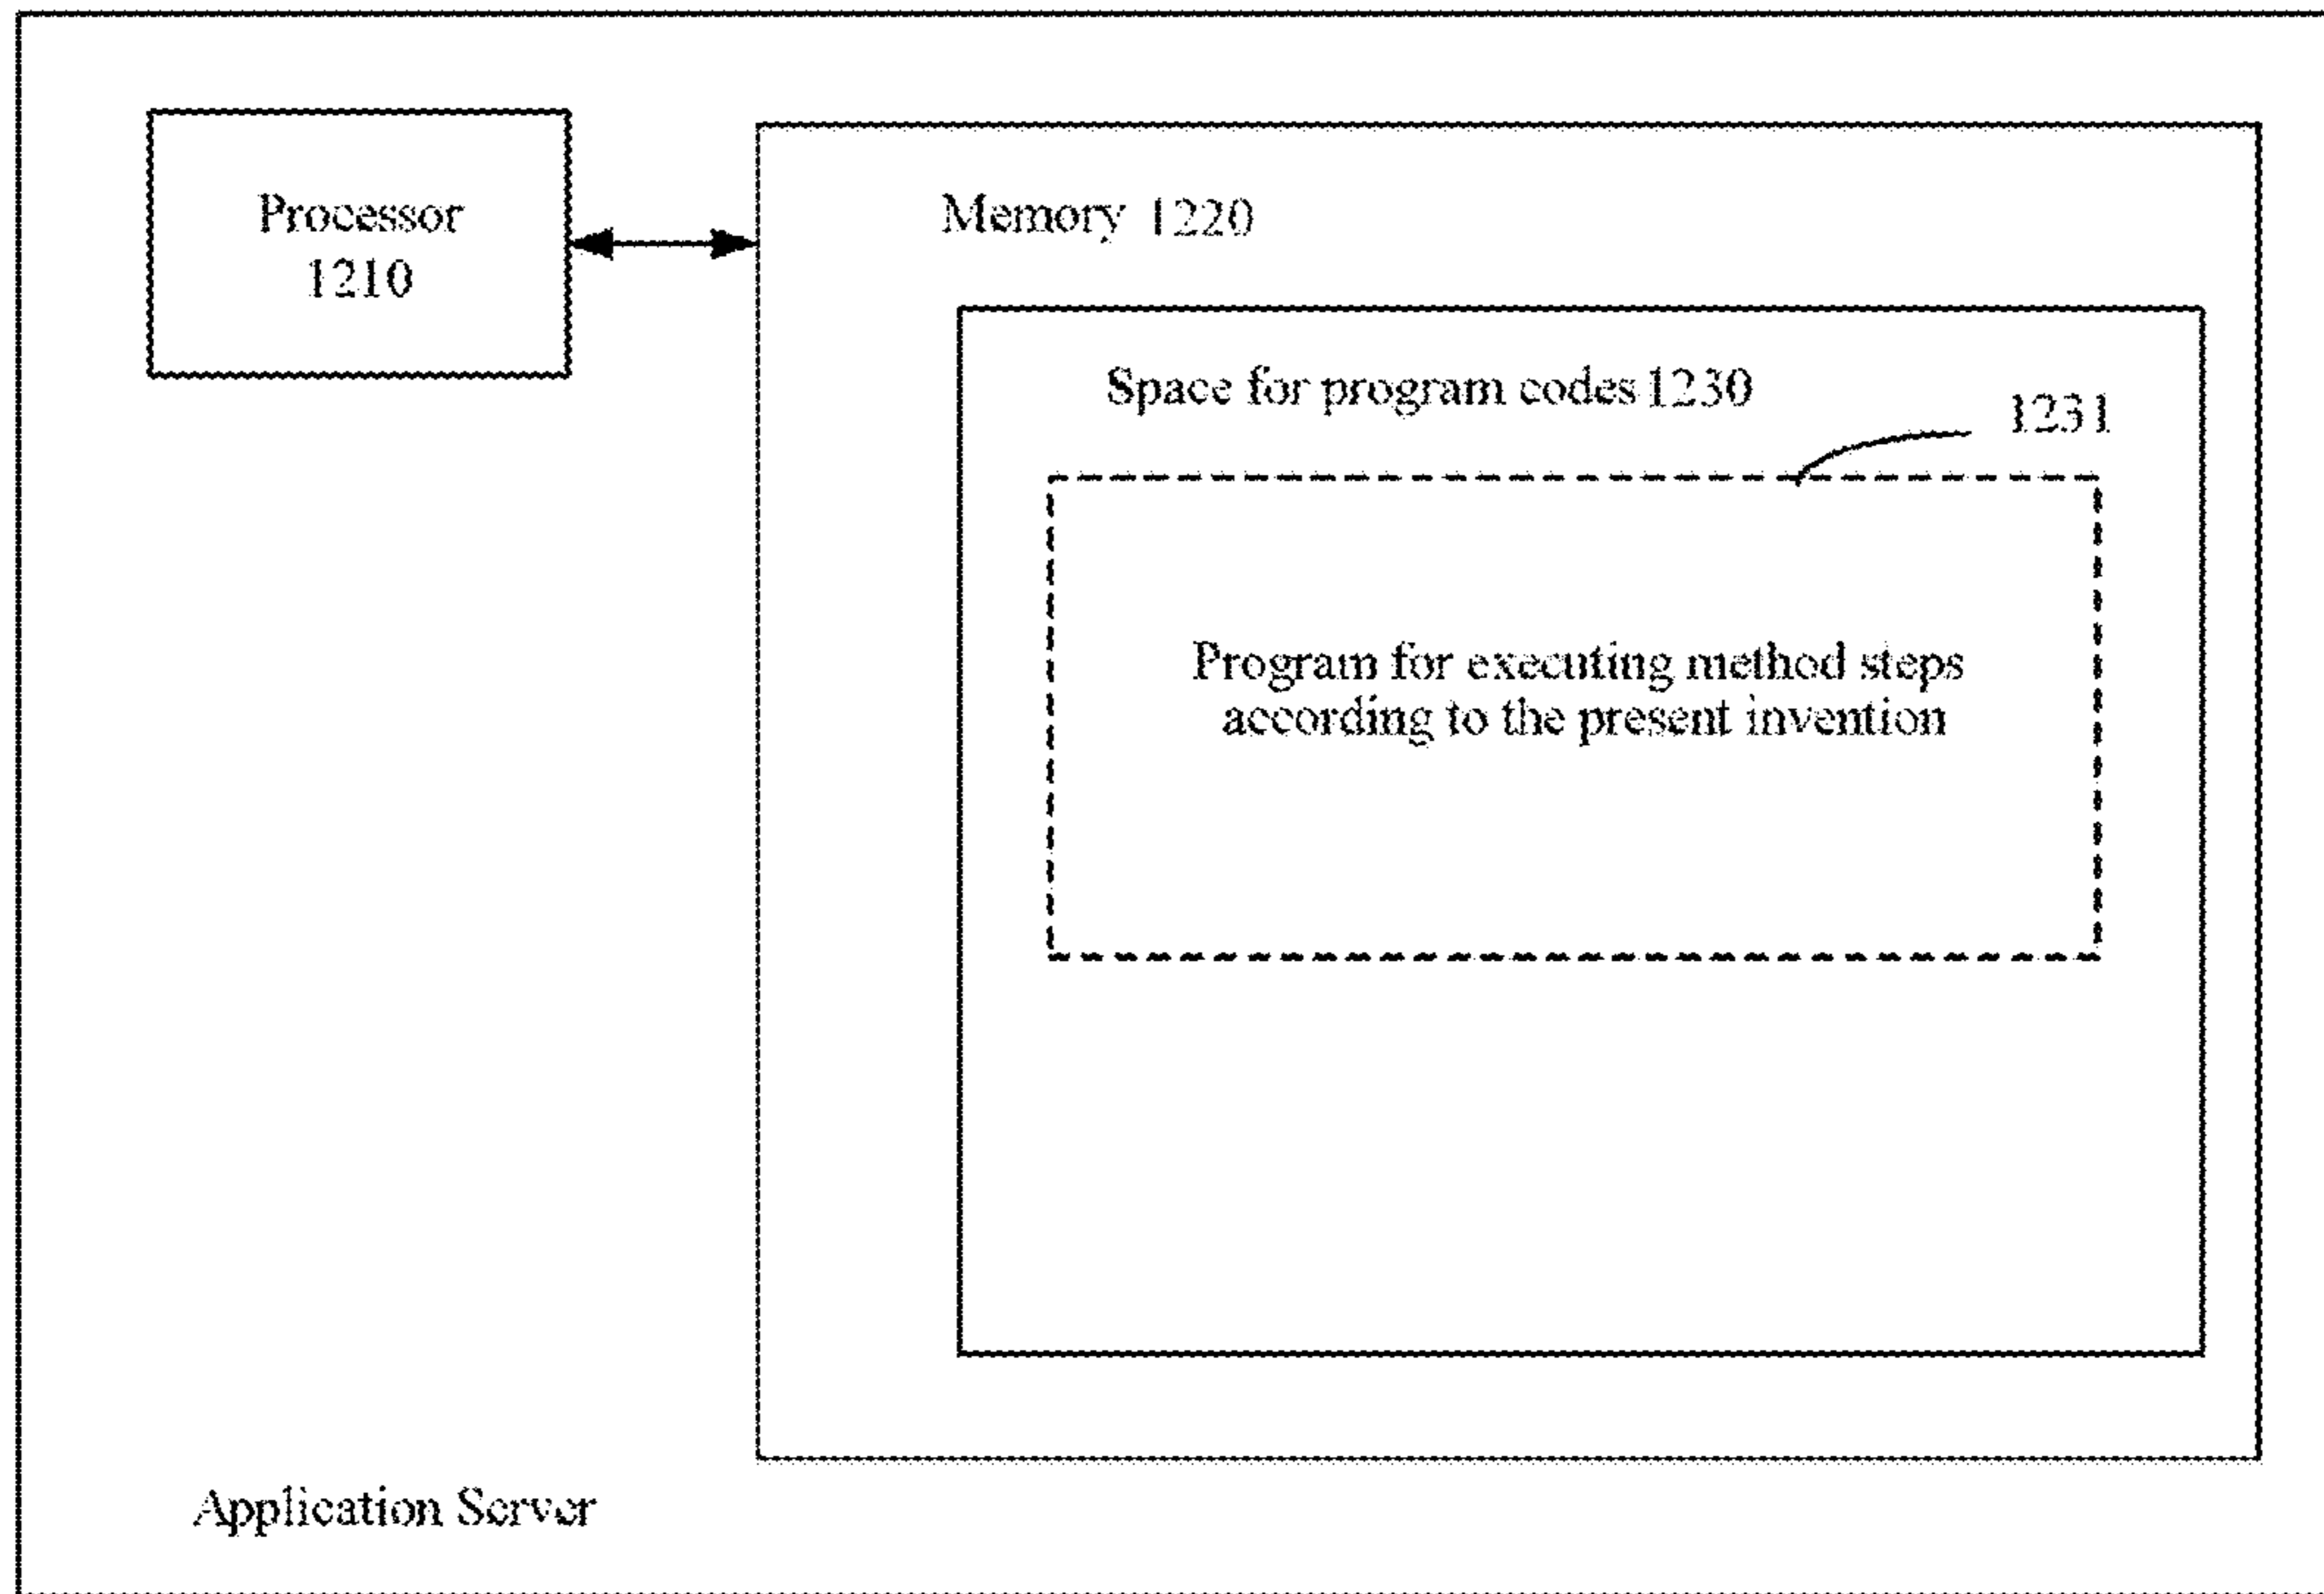 Processor
1210
Memory 1220
Space for program codes 1230
1231
Program for executing method steps
according to the present invention
Application Server